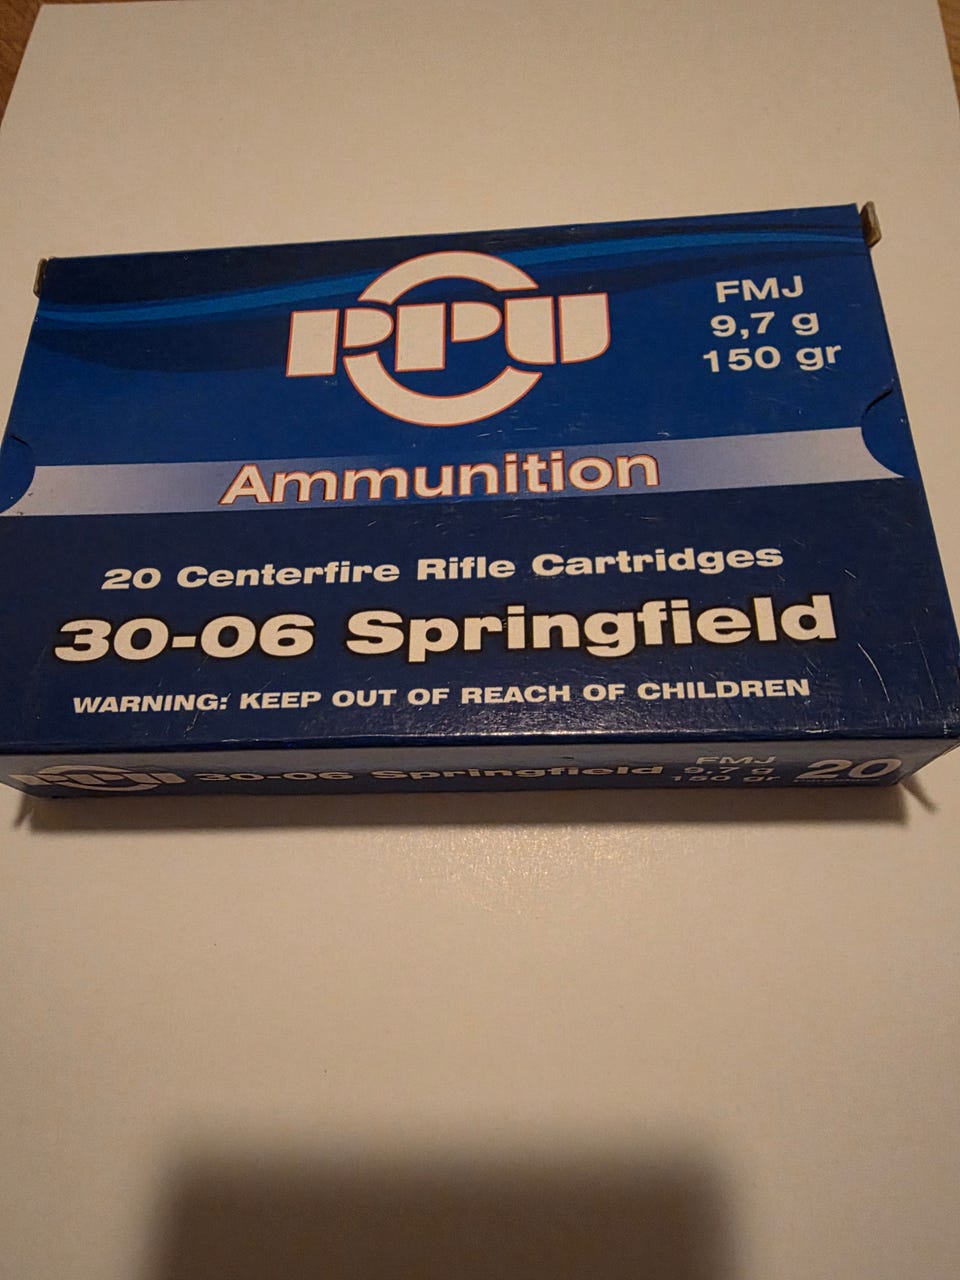 PPU
FMJ
9,7 g
150 gr
Ammunition
20 Centerfire Rifle Cartridges
30-06 Springfield
WARNING: KEEP OUT OF REACH OF CHILDREN
PPU 30-06 Springfield
FMJ
9,7 g
150 gr
20